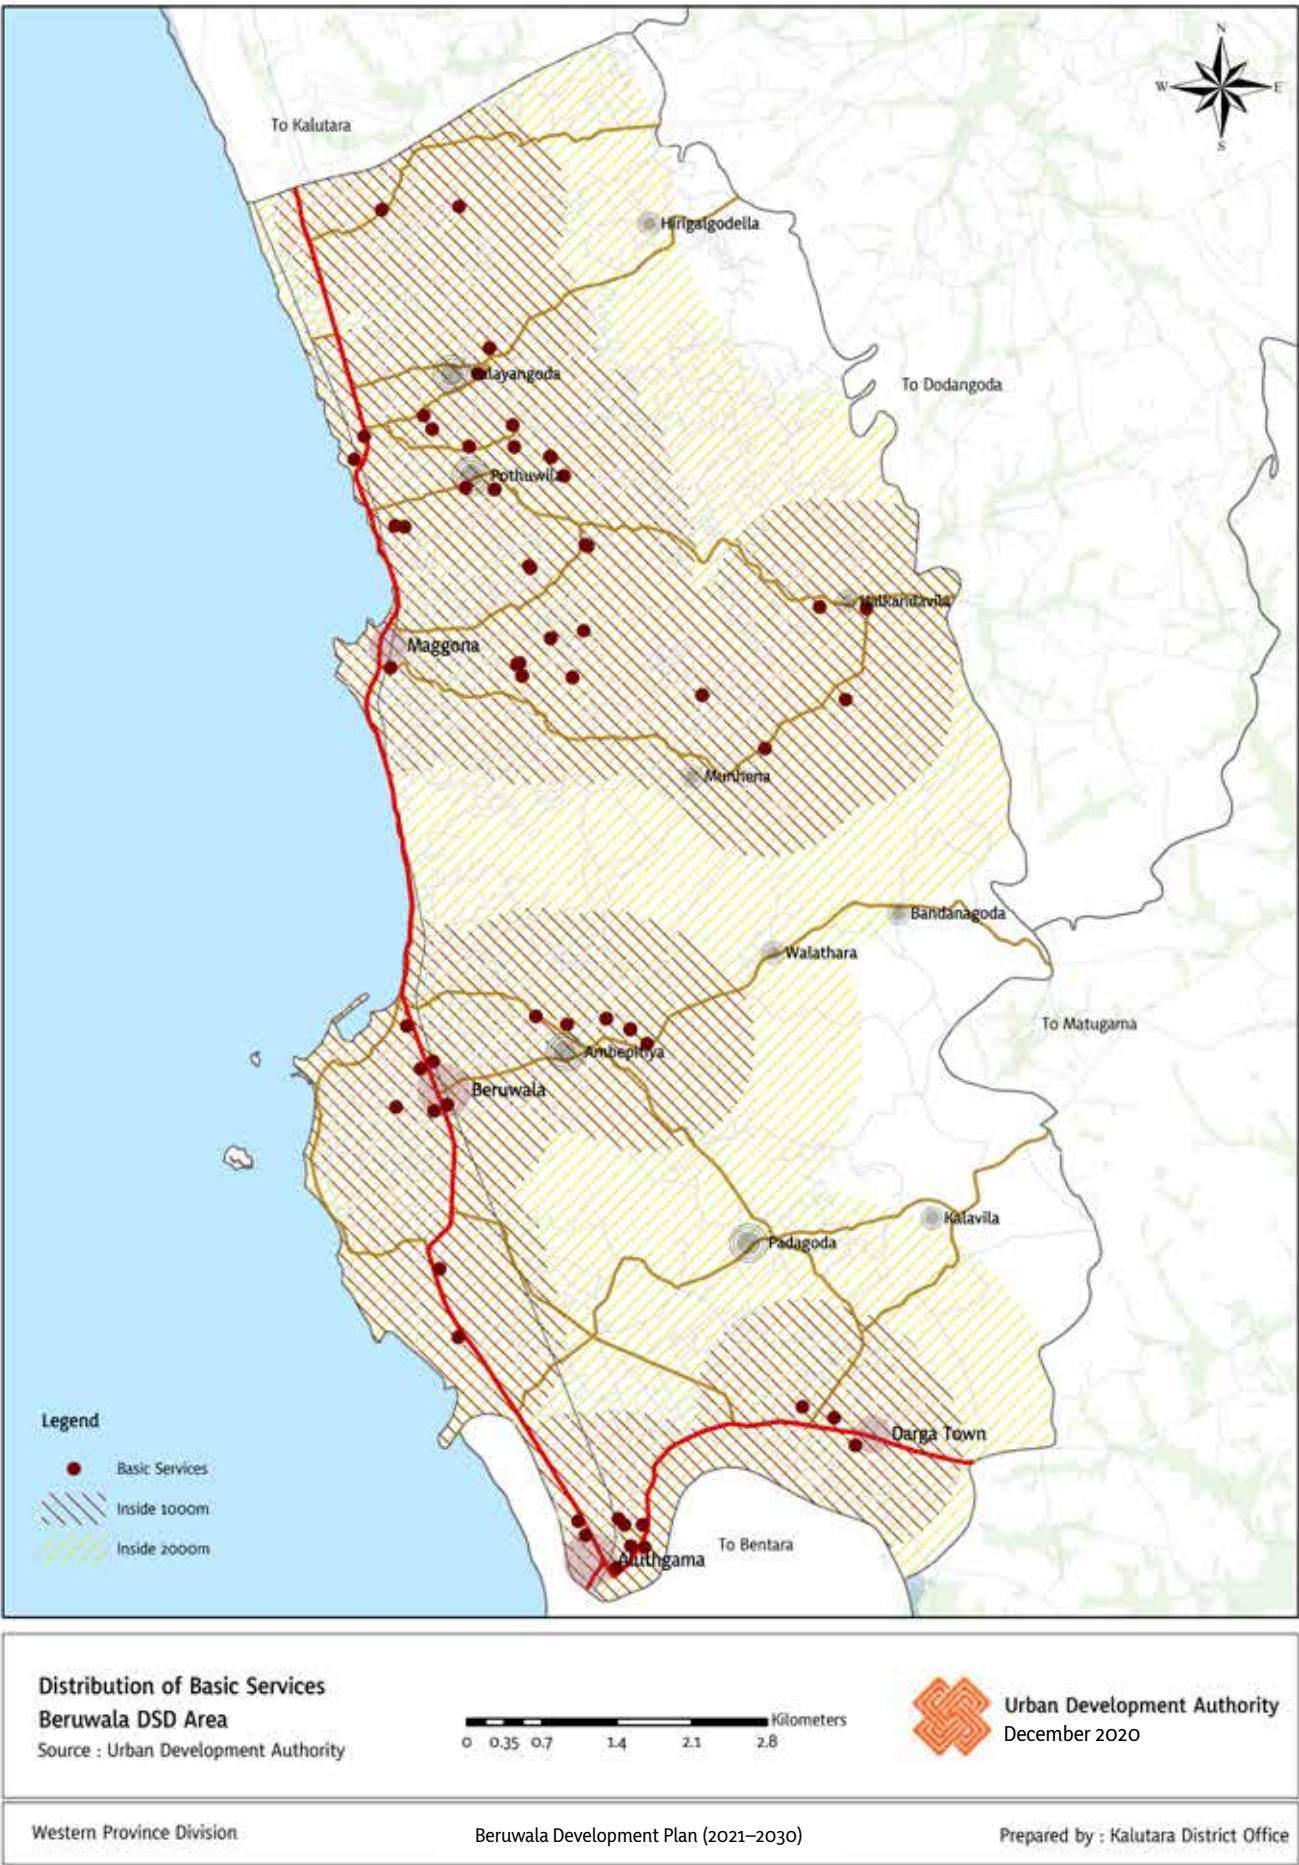 N
W
E
S
To Kalutara
Hirigalgodella
To Dodangoda
Pothuwila
Maggona
Munhena
Bandanagoda
Walathara
To Matugama
Ambepitiya
Beruwala
Kalavila
Padagoda
Darga Town
To Bentara
Aluthgama
Legend
Basic Services
Inside 1000m
Inside 2000m
Distribution of Basic Services
Beruwala DSD Area
Source : Urban Development Authority
Kilometers
0 0.35 0.7 1.4 2.1 2.8
Urban Development Authority
December 2020
Western Province Division
Beruwala Development Plan (2021–2030)
Prepared by : Kalutara District Office